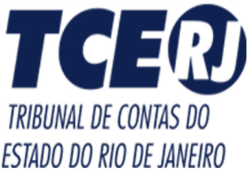 TCERJ
TRIBUNAL DE CONTAS DO
ESTADO DO RIO DE JANEIRO